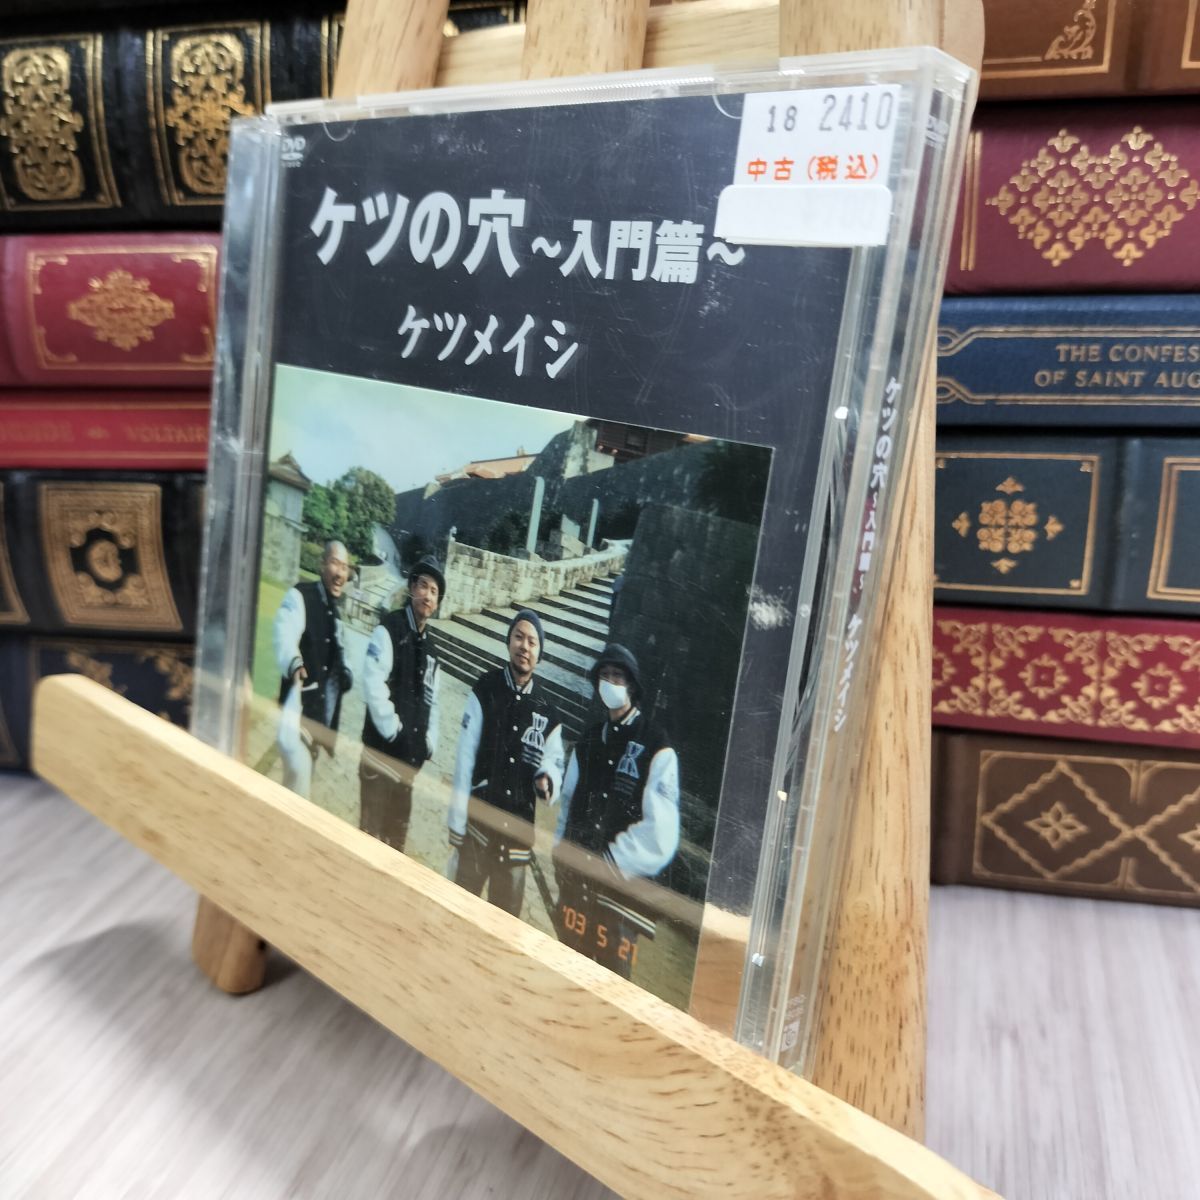 18 2410
中古(税込)
DVD
VIDEO
ケツの穴~入門篇~
ケツメイシ
K
K
'03 5 21
ケツの穴~入門篇~ ケツメイシ
THE CONFES
OF SAINT AUG
VOLTAIR